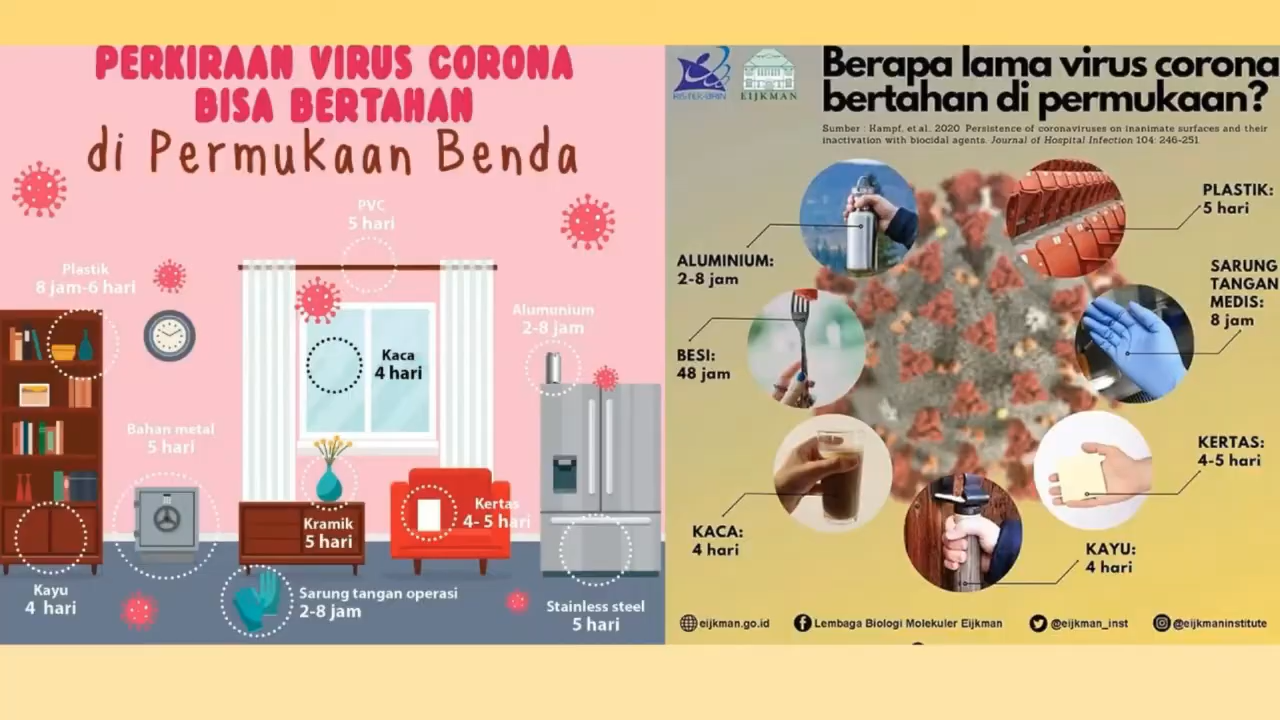 PERKIRAAN VIRUS CORONA
BISA BERTAHAN
di Permukaan Benda
PVC
5 hari
Plastik
8 jam-6 hari
Alumunium
2-8 jam
Kaca
4 hari
Bahan metal
5 hari
Kramik
5 hari
Kertas
4- 5 hari
Kayu
4 hari
Sarung tangan operasi
2-8 jam
Stainless steel
5 hari
RISTEK-BRIN
EIJKMAN
Berapa lama virus corona
bertahan di permukaan?
Sumber : Kampf, et.al., 2020. Persistence of coronaviruses on inanimate surfaces and their
inactivation with biocidal agents. Journal of Hospital Infection 104: 246-251.
PLASTIK:
5 hari
ALUMINIUM:
2-8 jam
SARUNG
TANGAN
MEDIS:
8 jam
BESI:
48 jam
KERTAS:
4-5 hari
KACA:
4 hari
KAYU:
4 hari
eijkman.go.id
Lembaga Biologi Molekuler Eijkman
@eijkman_inst
@eijkmaninstitute